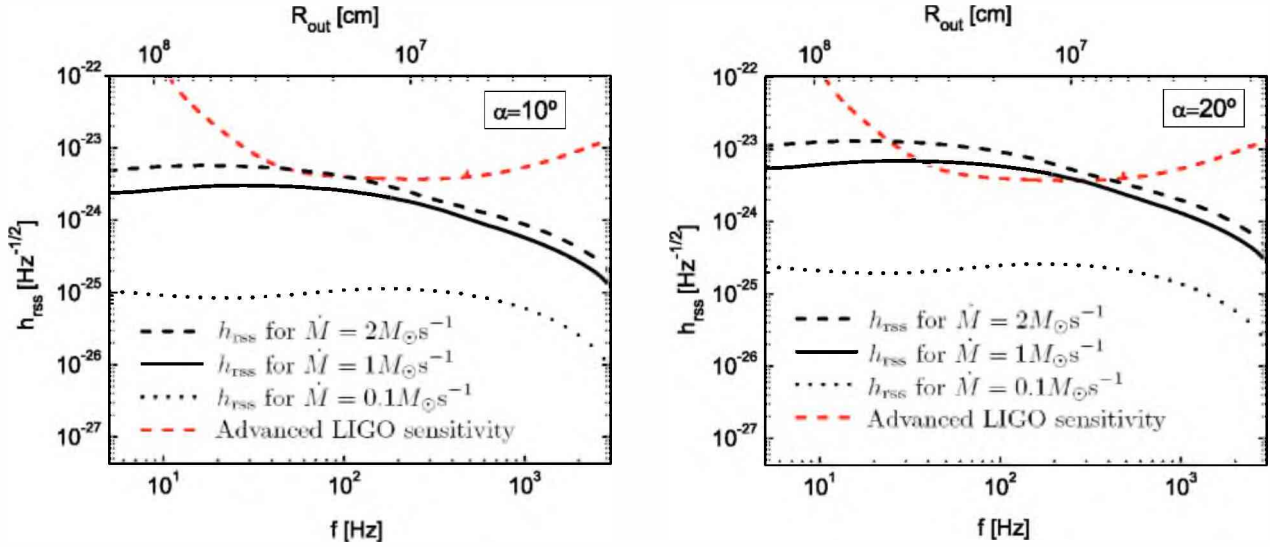 R_out [cm]
10^8 10^7
10^-22
10^-23
10^-24
10^-25
10^-26
10^-27
h_rss [Hz^-1/2]
α=10º
h_rss for Ṁ = 2M_⊙s^-1
h_rss for Ṁ = 1M_⊙s^-1
h_rss for Ṁ = 0.1M_⊙s^-1
Advanced LIGO sensitivity
10^1 10^2 10^3
f [Hz]
R_out [cm]
10^8 10^7
10^-22
10^-23
10^-24
10^-25
10^-26
10^-27
h_rss [Hz^-1/2]
α=20º
h_rss for Ṁ = 2M_⊙s^-1
h_rss for Ṁ = 1M_⊙s^-1
h_rss for Ṁ = 0.1M_⊙s^-1
Advanced LIGO sensitivity
10^1 10^2 10^3
f [Hz]